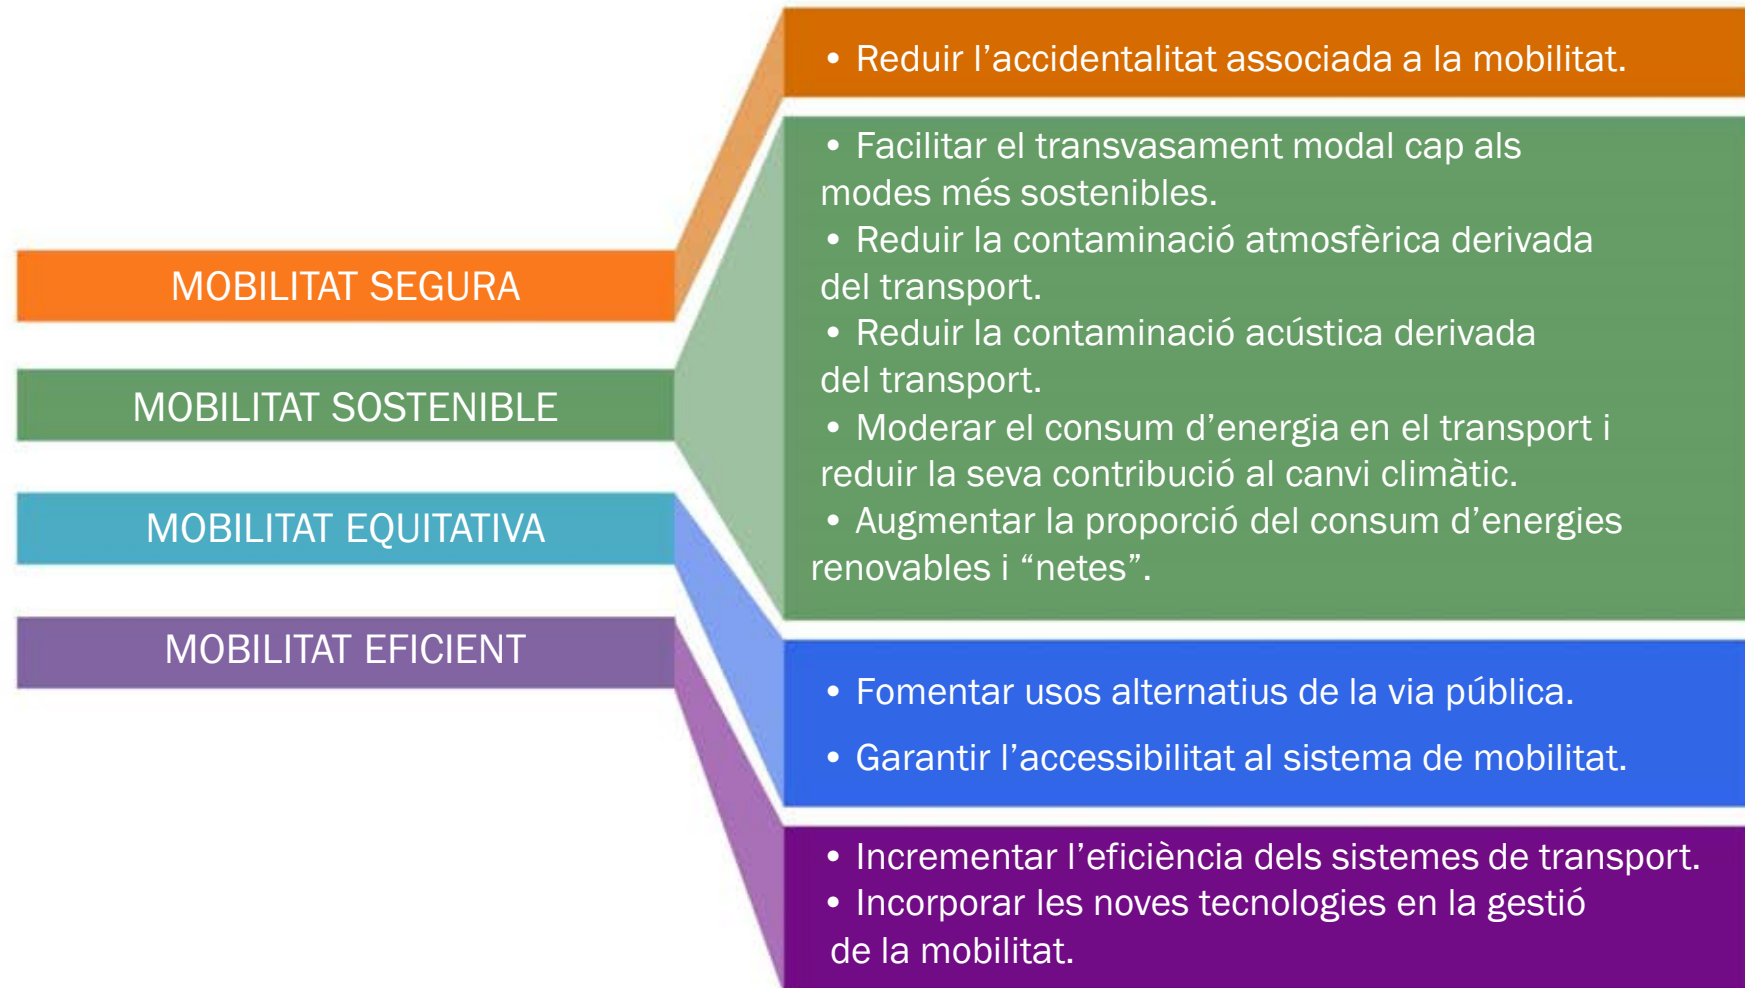 MOBILITAT SEGURA
MOBILITAT SOSTENIBLE
MOBILITAT EQUITATIVA
MOBILITAT EFICIENT
• Reduir l’accidentalitat associada a la mobilitat.
• Facilitar el transvasament modal cap als
modes més sostenibles.
• Reduir la contaminació atmosfèrica derivada
del transport.
• Reduir la contaminació acústica derivada
del transport.
• Moderar el consum d’energia en el transport i
reduir la seva contribució al canvi climàtic.
• Augmentar la proporció del consum d’energies
renovables i “netes”.
• Fomentar usos alternatius de la via pública.
• Garantir l’accessibilitat al sistema de mobilitat.
• Incrementar l’eficiència dels sistemes de transport.
• Incorporar les noves tecnologies en la gestió
de la mobilitat.